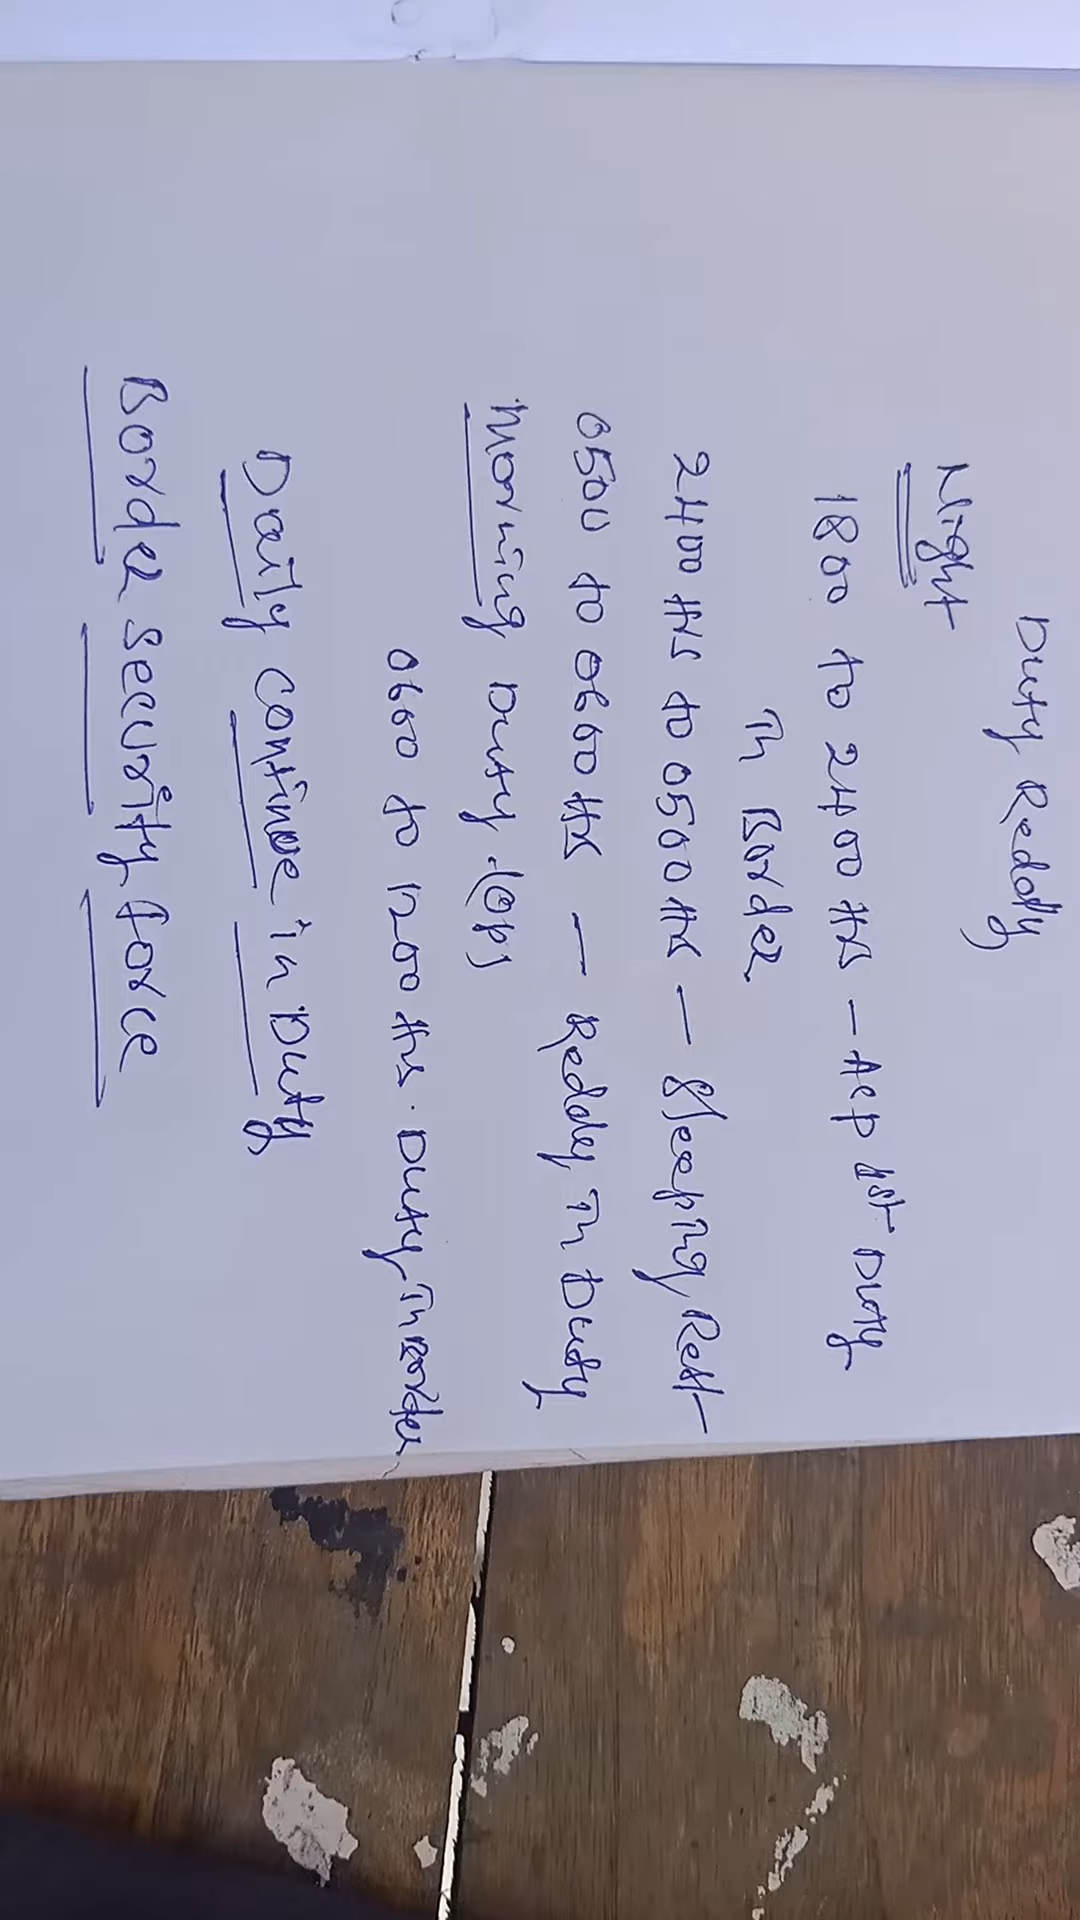 Duty Reddy
Night
1800 to 2400 Hrs - ACP 1st Duty
In Border
2400 Hrs to 0500 Hrs - Sleeping Rest
0500 to 0600 Hrs - Reddy In Duty
Morning Duty
0600 to 1200 Hrs. Duty In Border
Daily continue in Duty
Border Security force